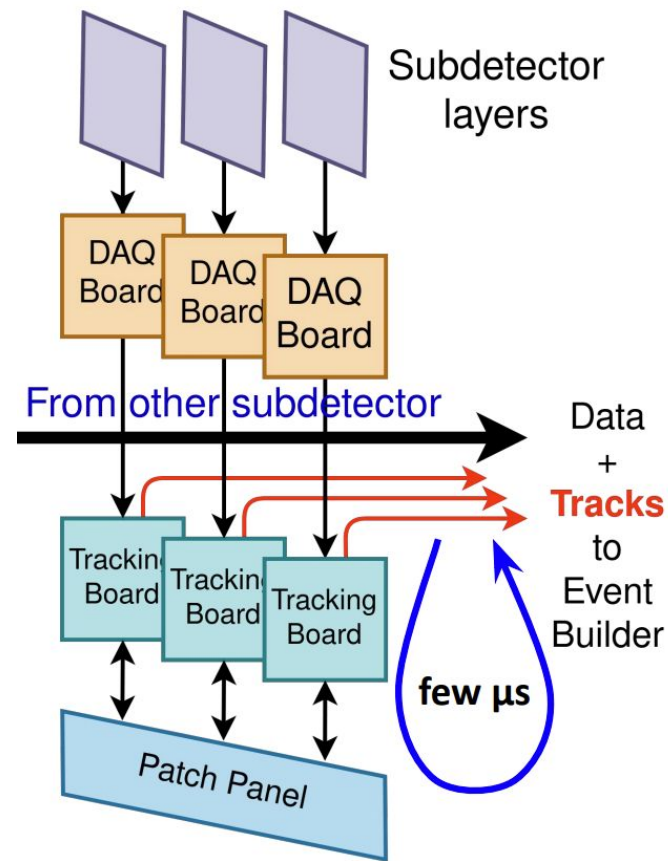 Subdetector
layers
DAQ
Board
DAQ
Board
DAQ
Board
From other subdetector
Data
+
Tracks
to
Event
Builder
Tracking
Board
Tracking
Board
Tracking
Board
few μs
Patch Panel